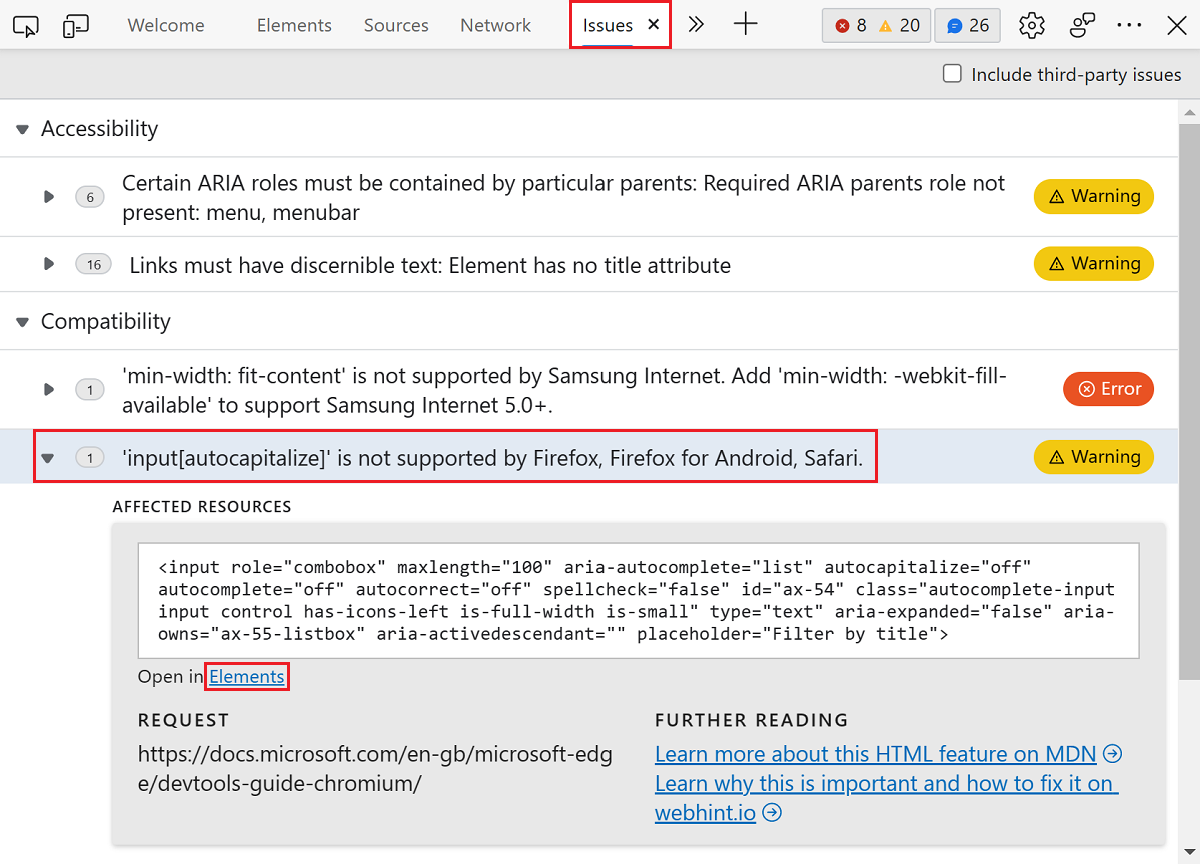 Welcome Elements Sources Network Issues 8 20 26
Include third-party issues
Accessibility
6 Certain ARIA roles must be contained by particular parents: Required ARIA parents role not
present: menu, menubar
Warning
16 Links must have discernible text: Element has no title attribute
Warning
Compatibility
1 'min-width: fit-content' is not supported by Samsung Internet. Add 'min-width: -webkit-fill-
available' to support Samsung Internet 5.0+.
Error
1 'input[autocapitalize]' is not supported by Firefox, Firefox for Android, Safari.
Warning
AFFECTED RESOURCES
<input role="combobox" maxlength="100" aria-autocomplete="list" autocapitalize="off"
autocomplete="off" autocorrect="off" spellcheck="false" id="ax-54" class="autocomplete-input
input control has-icons-left is-full-width is-small" type="text" aria-expanded="false" aria-
owns="ax-55-listbox" aria-activedescendant="" placeholder="Filter by title">
Open in Elements
REQUEST
https://docs.microsoft.com/en-gb/microsoft-edg
e/devtools-guide-chromium/
FURTHER READING
Learn more about this HTML feature on MDN
Learn why this is important and how to fix it on
webhint.io